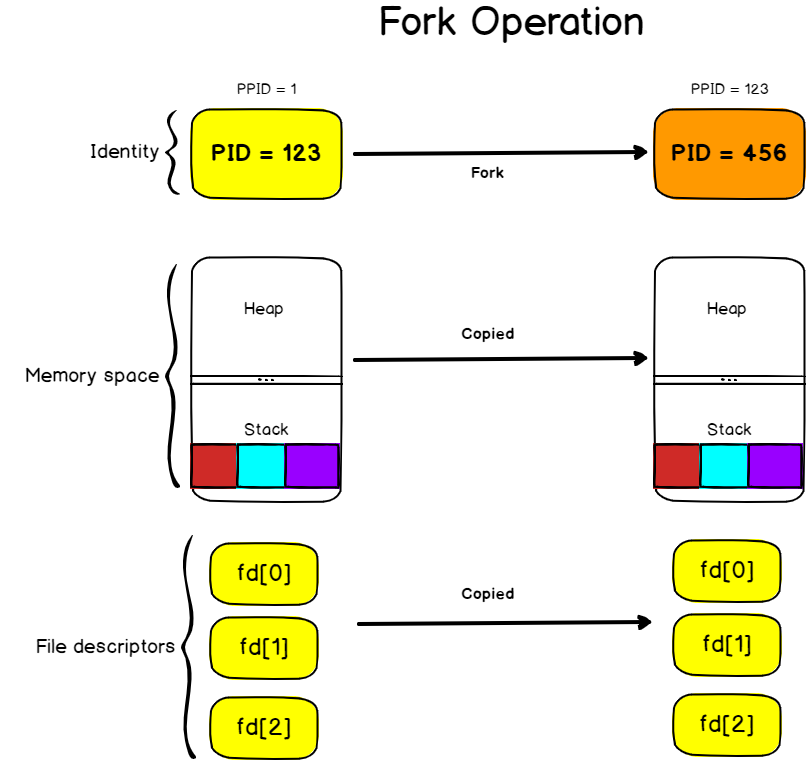 Fork Operation
PPID = 1
PPID = 123
Identity
PID = 123
Fork
PID = 456
Heap
Copied
Heap
Memory space
...
...
Stack
Stack
fd[0]
Copied
fd[0]
File descriptors
fd[1]
fd[1]
fd[2]
fd[2]